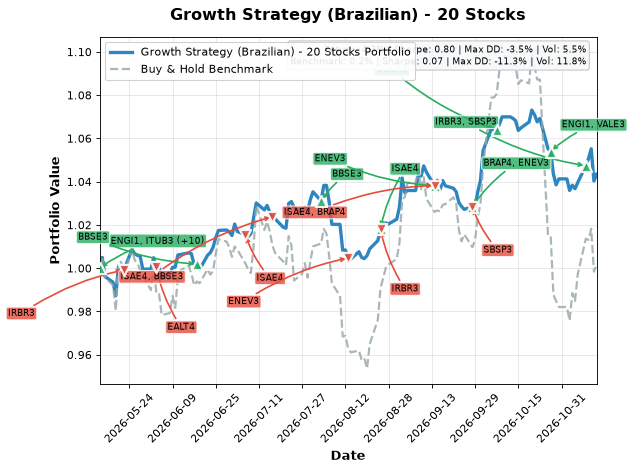 Growth Strategy (Brazilian) - 20 Stocks
Growth Strategy (Brazilian) - 20 Stocks Portfolio
Buy & Hold Benchmark
0.80 | Max DD: -3.5% | Vol: 5.5%
Benchmark: 0.2% | Sharpe: 0.07 | Max DD: -11.3% | Vol: 11.8%
Portfolio Value
1.10
1.08
1.06
1.04
1.02
1.00
0.98
0.96
IRBR3, SBSP3
ENGI1, VALE3
ENEVE3
BBSE3
ISAE4
BRAP4, ENEV3
ISAE4, BRAP4
BBSE3
ENGI1, ITUB3 (+10)
SBSP3
ISAE4, BBSE3
ISAE4
IRBR3
ENEV3
IRBR3
EALT4
2026-05-24
2026-06-09
2026-06-25
2026-07-11
2026-07-27
2026-08-12
2026-08-28
2026-09-13
2026-09-29
2026-10-15
2026-10-31
Date